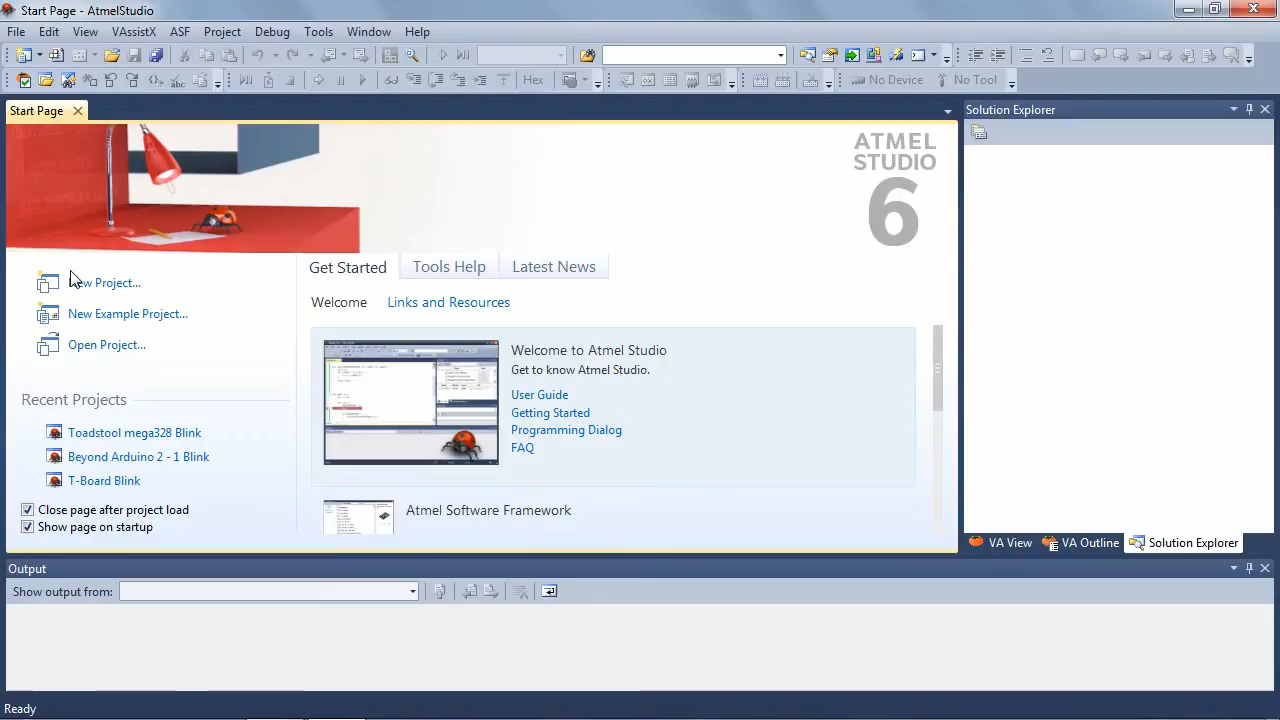 Start Page - AtmelStudio
File Edit View VAssistX ASF Project Debug Tools Window Help
Hex No Device No Tool
Start Page
Solution Explorer
ATMEL
STUDIO
6
New Project...
New Example Project...
Open Project...
Recent Projects
Toadstool mega328 Blink
Beyond Arduino 2 - 1 Blink
T-Board Blink
Close page after project load
Show page on startup
Get Started Tools Help Latest News
Welcome Links and Resources
Welcome to Atmel Studio
Get to know Atmel Studio.
User Guide
Getting Started
Programming Dialog
FAQ
Atmel Software Framework
VA View VA Outline Solution Explorer
Output
Show output from:
Ready